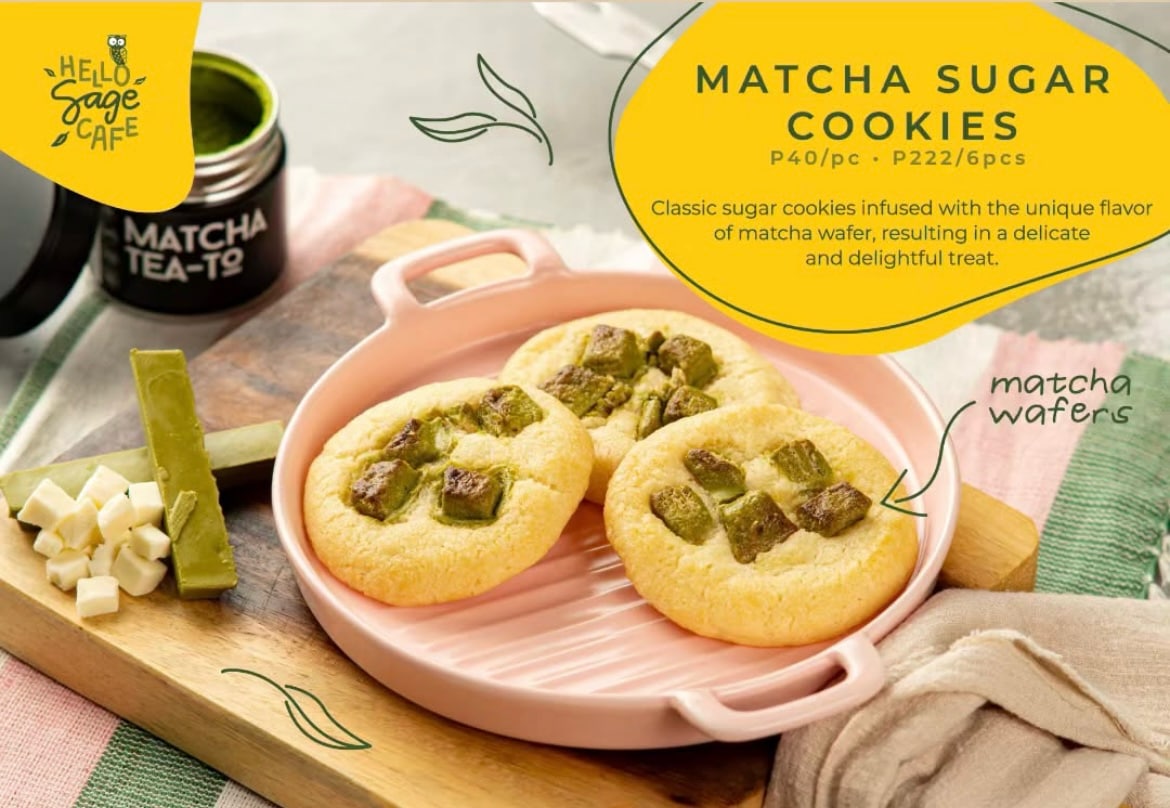 HELLO
Sage
CAFE
MATCHA
TEA-TO
MATCHA SUGAR
COOKIES
P40/pc • P222/6pcs
Classic sugar cookies infused with the unique flavor
of matcha wafer, resulting in a delicate
and delightful treat.
matcha
wafers